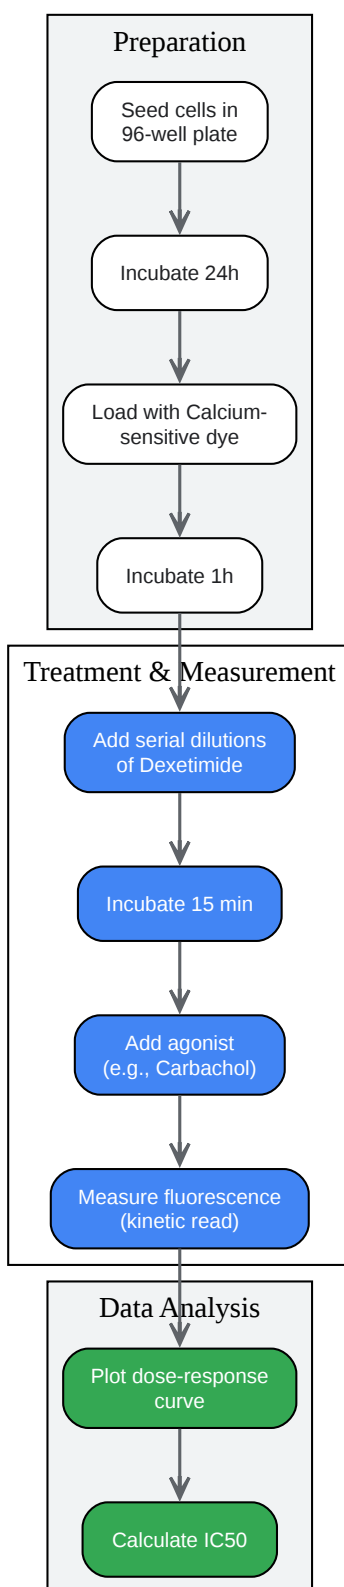 Preparation
Seed cells in
96-well plate
Incubate 24h
Load with Calcium-
sensitive dye
Incubate 1h
Treatment & Measurement
Add serial dilutions
of Dexetimide
Incubate 15 min
Add agonist
(e.g., Carbachol)
Measure fluorescence
(kinetic read)
Data Analysis
Plot dose-response
curve
Calculate IC50